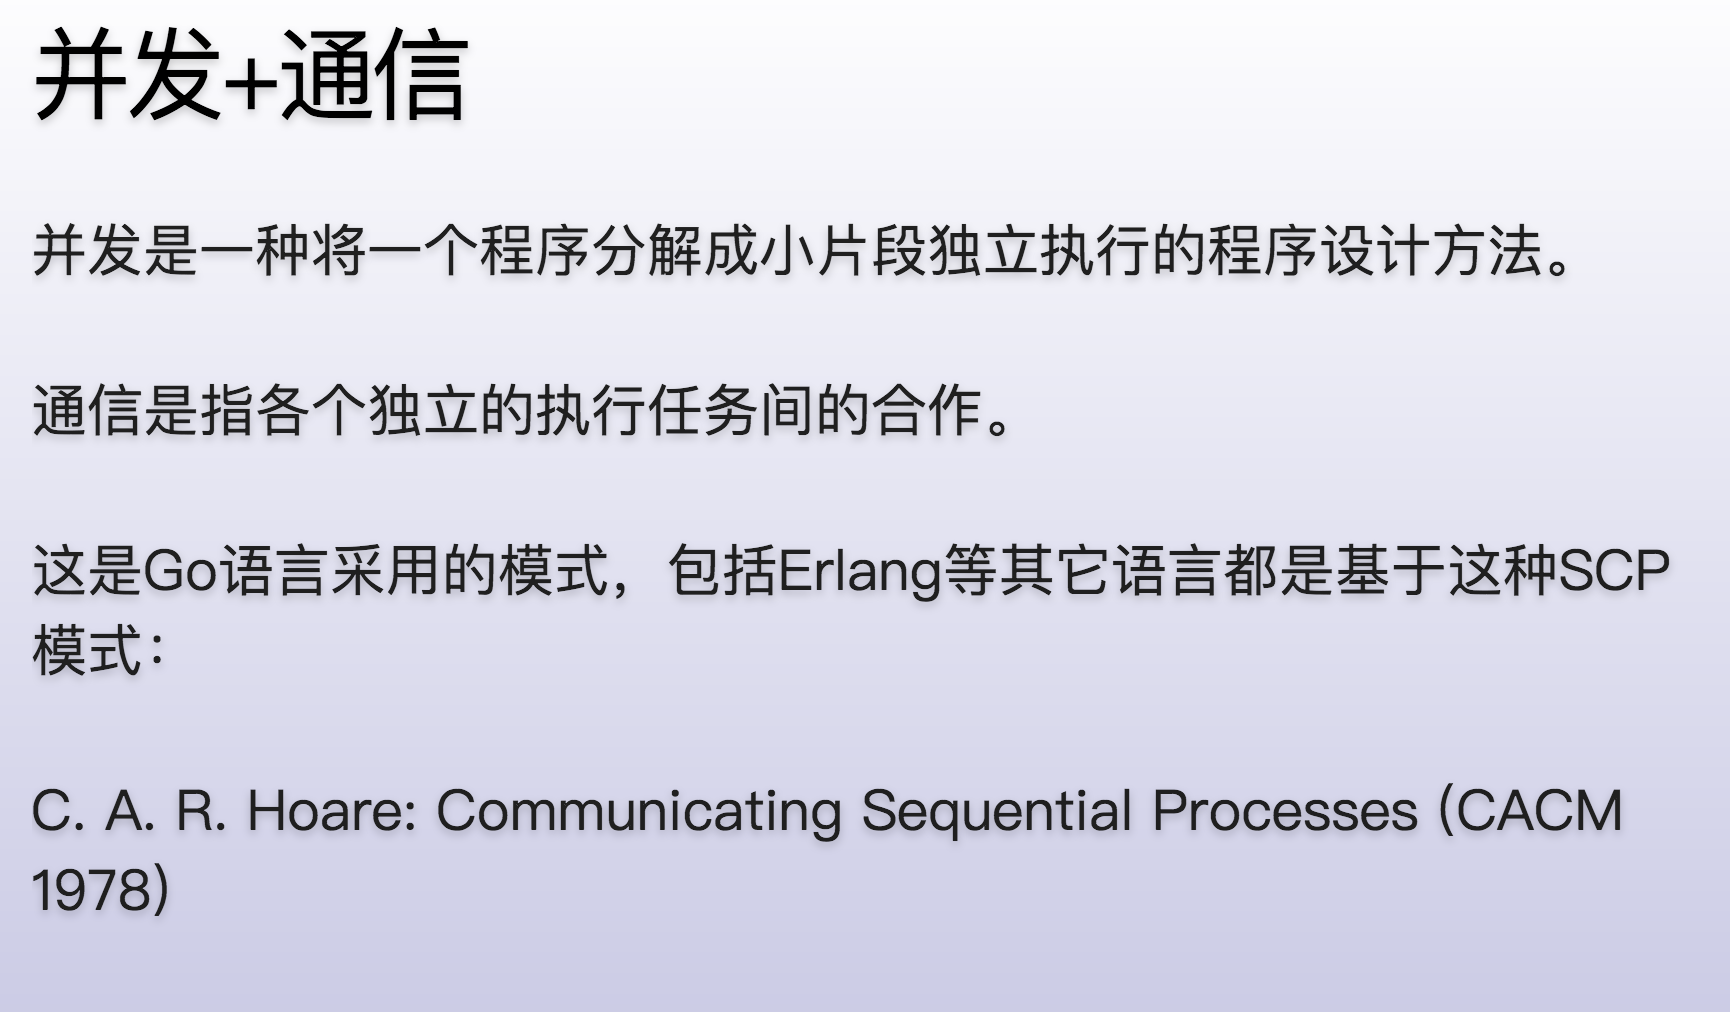 并发+通信
并发是一种将一个程序分解成小片段独立执行的程序设计方法。
通信是指各个独立的执行任务间的合作。
这是Go语言采用的模式，包括Erlang等其它语言都是基于这种SCP
模式：
C. A. R. Hoare: Communicating Sequential Processes (CACM
1978)